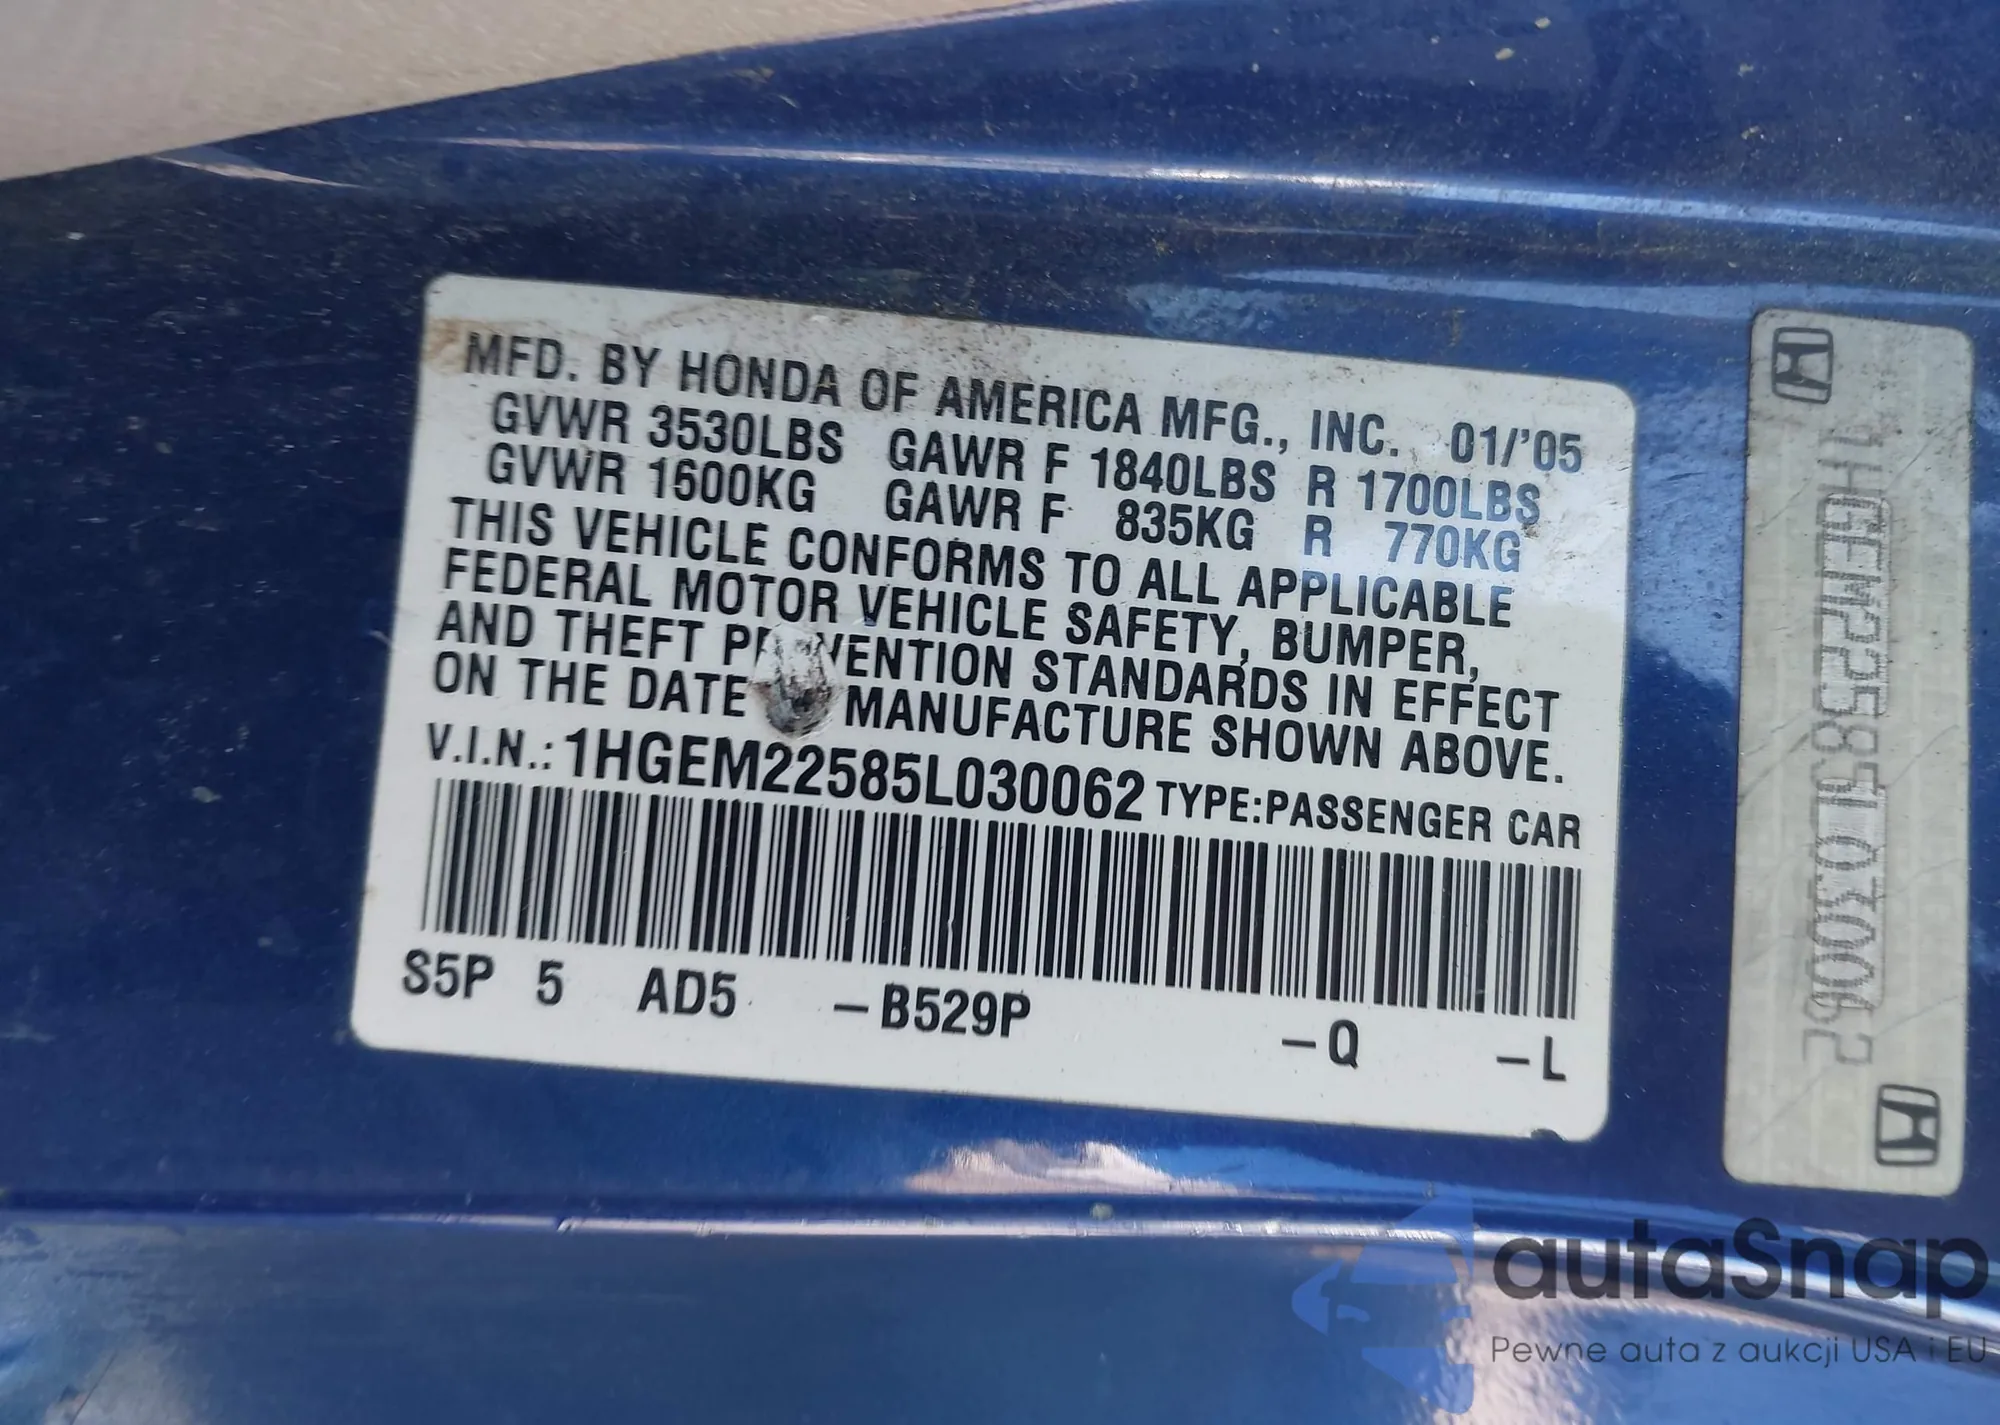 MFD. BY HONDA OF AMERICA MFG., INC. 01/'05
GVWR 3530LBS GAWR F 1840LBS R 1700LBS
GVWR 1600KG GAWR F 835KG R 770KG
THIS VEHICLE CONFORMS TO ALL APPLICABLE
FEDERAL MOTOR VEHICLE SAFETY, BUMPER,
AND THEFT STANDARDS IN EFFECT
ON THE DATE MANUFACTURE SHOWN ABOVE.
V.I.N.: 1HGEM22585L030062 TYPE:PASSENGER CAR
S5P 5 AD5 –B529P –Q –L
1HGEM22585L030062
autaSnap
Pewne auta z aukcji USA i EU